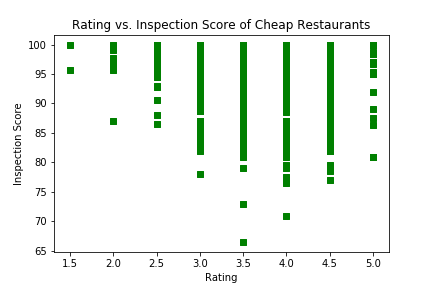 Rating vs. Inspection Score of Cheap Restaurants
Inspection Score
100
95
90
85
80
75
70
65
1.5 2.0 2.5 3.0 3.5 4.0 4.5 5.0
Rating